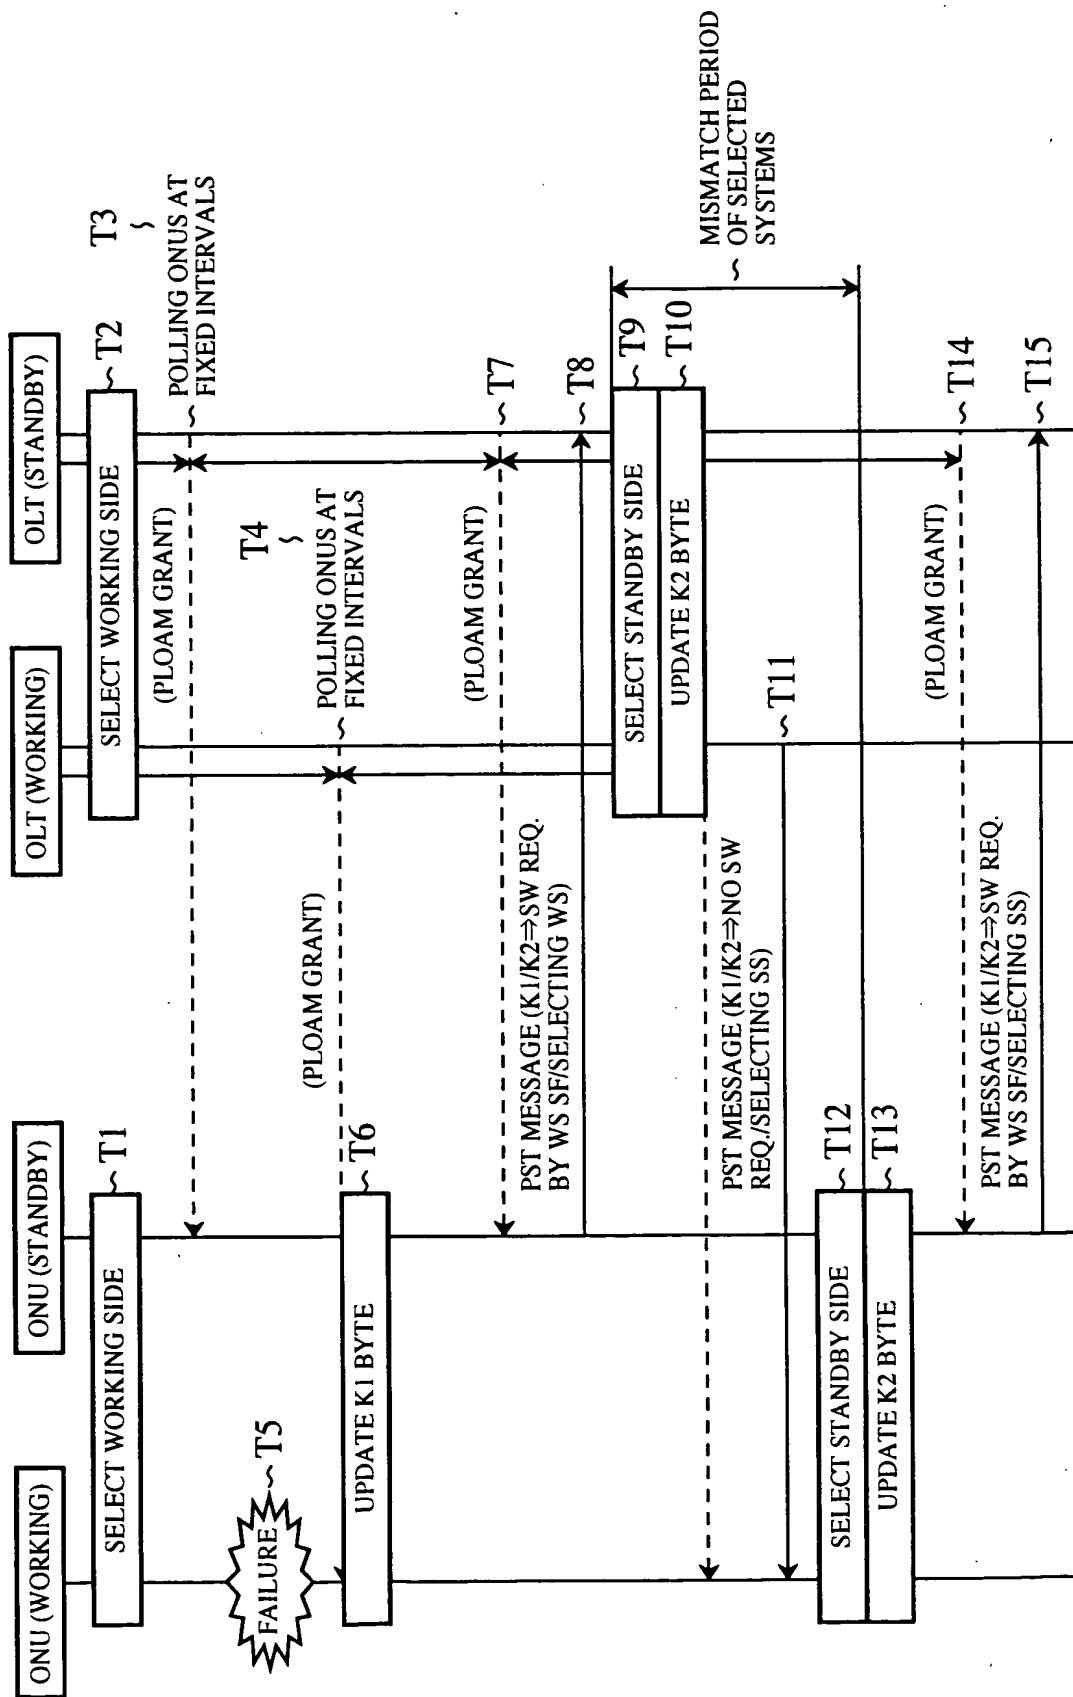 ONU (WORKING)
ONU (STANDBY)
OLT (WORKING)
OLT (STANDBY)
SELECT WORKING SIDE
T1
SELECT WORKING SIDE
T2
T3
POLLING ONUS AT
FIXED INTERVALS
(PLOAM GRANT)
FAILURE
T5
T4
POLLING ONUS AT
FIXED INTERVALS
(PLOAM GRANT)
UPDATE K1 BYTE
T6
(PLOAM GRANT)
T7
PST MESSAGE (K1/K2⇒SW REQ.
BY WS SF/SELECTING WS)
T8
SELECT STANDBY SIDE
T9
UPDATE K2 BYTE
T10
MISMATCH PERIOD
OF SELECTED
SYSTEMS
PST MESSAGE (K1/K2⇒NO SW
REQ./SELECTING SS)
T11
SELECT STANDBY SIDE
T12
UPDATE K2 BYTE
T13
(PLOAM GRANT)
T14
PST MESSAGE (K1/K2⇒SW REQ.
BY WS SF/SELECTING SS)
T15